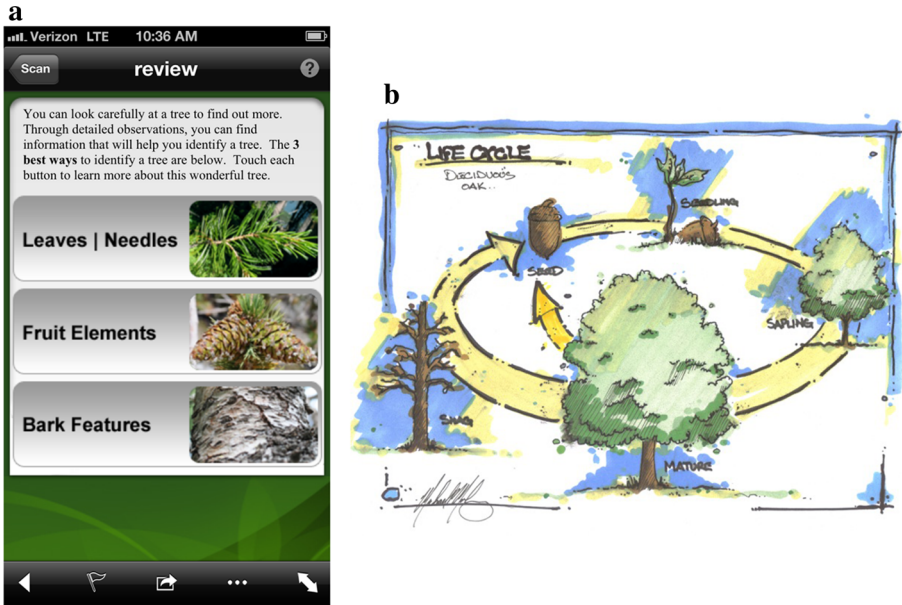 a
Verizon LTE 10:36 AM
Scan
review
?
You can look carefully at a tree to find out more.
Through detailed observations, you can find
information that will help you identify a tree. The 3
best ways to identify a tree are below. Touch each
button to learn more about this wonderful tree.
Leaves | Needles
Fruit Elements
Bark Features
b
LIFE CYCLE
DECIDUOUS
OAK...
SEEDLING
SEED
SAPLING
SNAG
MATURE